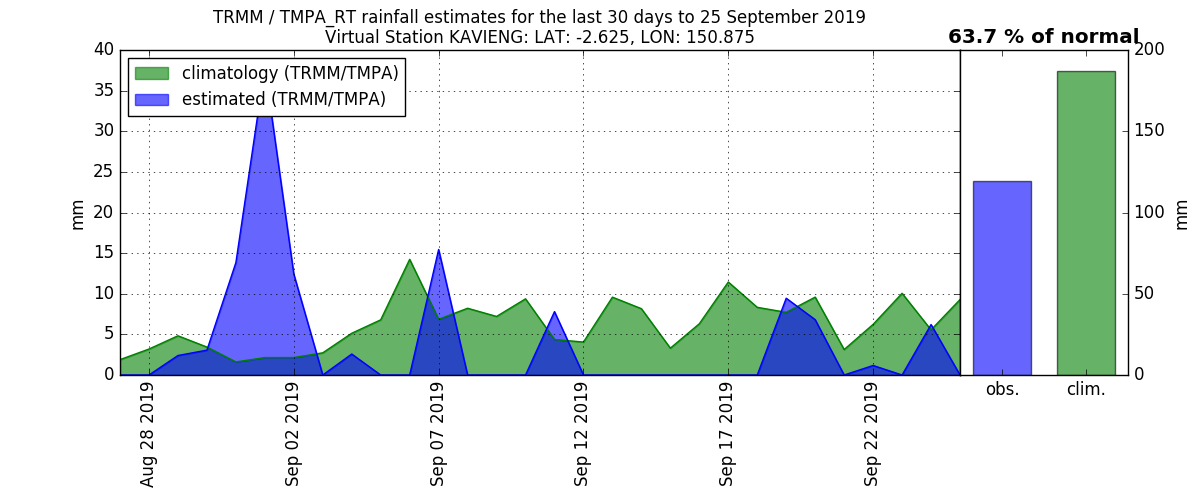 TRMM / TMPA_RT rainfall estimates for the last 30 days to 25 September 2019
Virtual Station KAVIENG: LAT: -2.625, LON: 150.875
63.7 % of normal
climatology (TRMM/TMPA)
estimated (TRMM/TMPA)
40
35
30
25
20
15
10
5
0
mm
Aug 28 2019
Sep 02 2019
Sep 07 2019
Sep 12 2019
Sep 17 2019
Sep 22 2019
obs.
clim.
200
150
100
50
0
mm